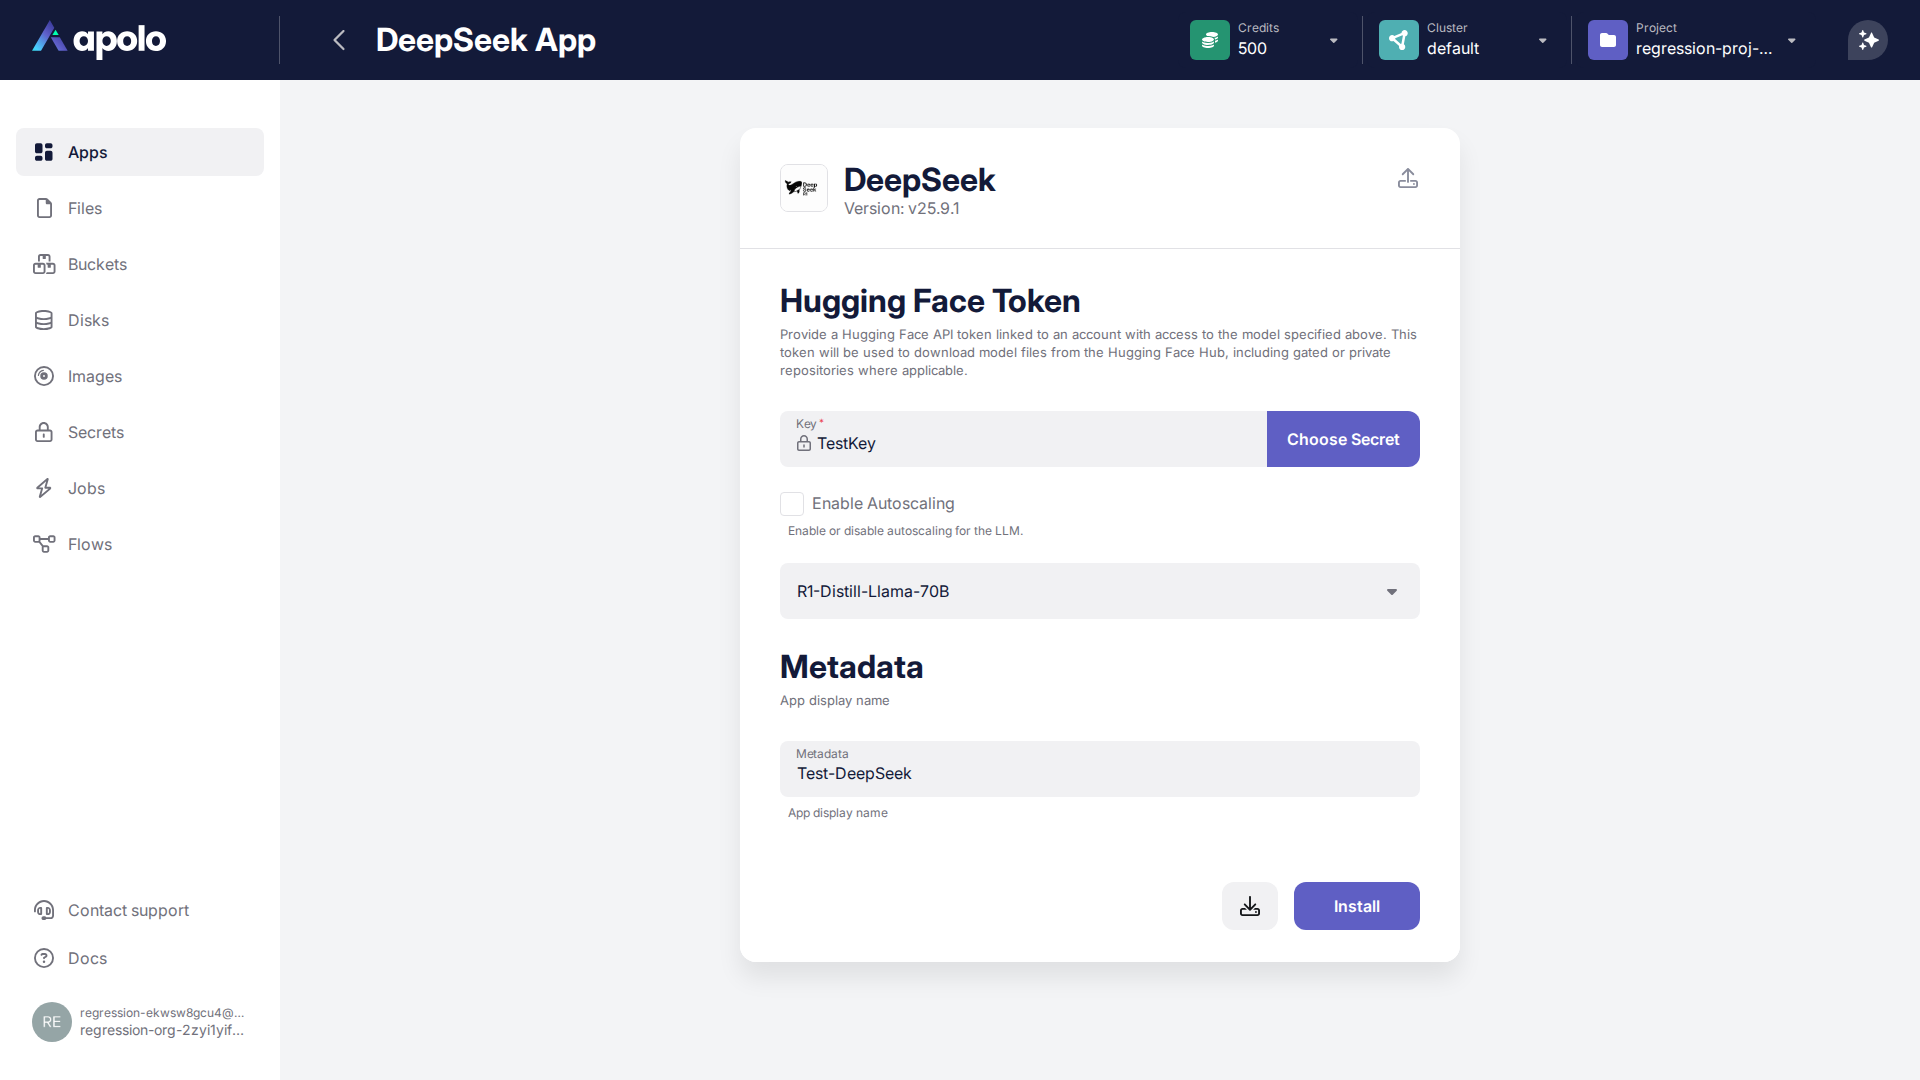 apolo
DeepSeek App
Credits
500
Cluster
default
Project
regression-proj-...
Apps
Files
Buckets
Disks
Images
Secrets
Jobs
Flows
Contact support
Docs
RE
regression-ekwsw8gcu4@...
regression-org-2zyi1yif...
deep
seek
DeepSeek
Version: v25.9.1
Hugging Face Token
Provide a Hugging Face API token linked to an account with access to the model specified above. This
token will be used to download model files from the Hugging Face Hub, including gated or private
repositories where applicable.
Key *
TestKey
Choose Secret
Enable Autoscaling
Enable or disable autoscaling for the LLM.
R1-Distill-Llama-70B
Metadata
App display name
Metadata
Test-DeepSeek
App display name
Install